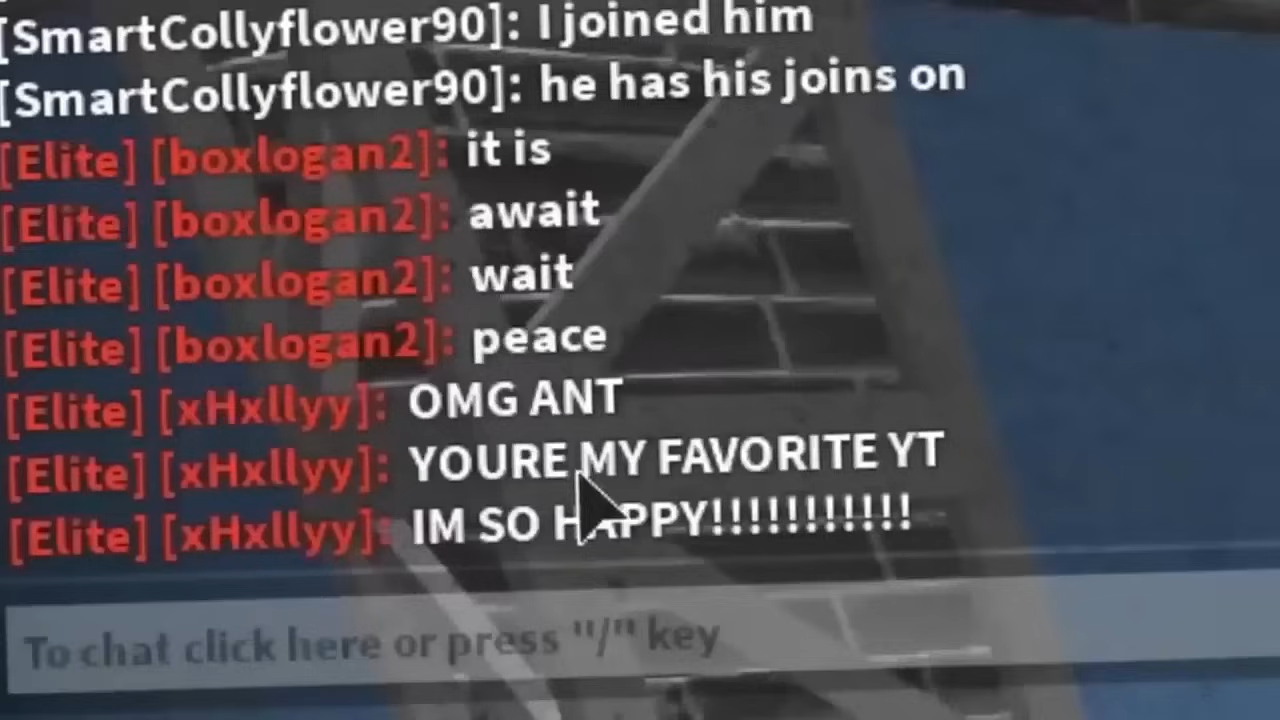 [SmartCollyflower90]: I joined him
[SmartCollyflower90]: he has his joins on
[Elite] [boxlogan2]: it is
[Elite] [boxlogan2]: await
[Elite] [boxlogan2]: wait
[Elite] [boxlogan2]: peace
[Elite] [xHxllyy]: OMG ANT
[Elite] [xHxllyy]: YOURE MY FAVORITE YT
[Elite] [xHxllyy]: IM SO HAPPY!!!!!!!!!!!
To chat click here or press "/" key